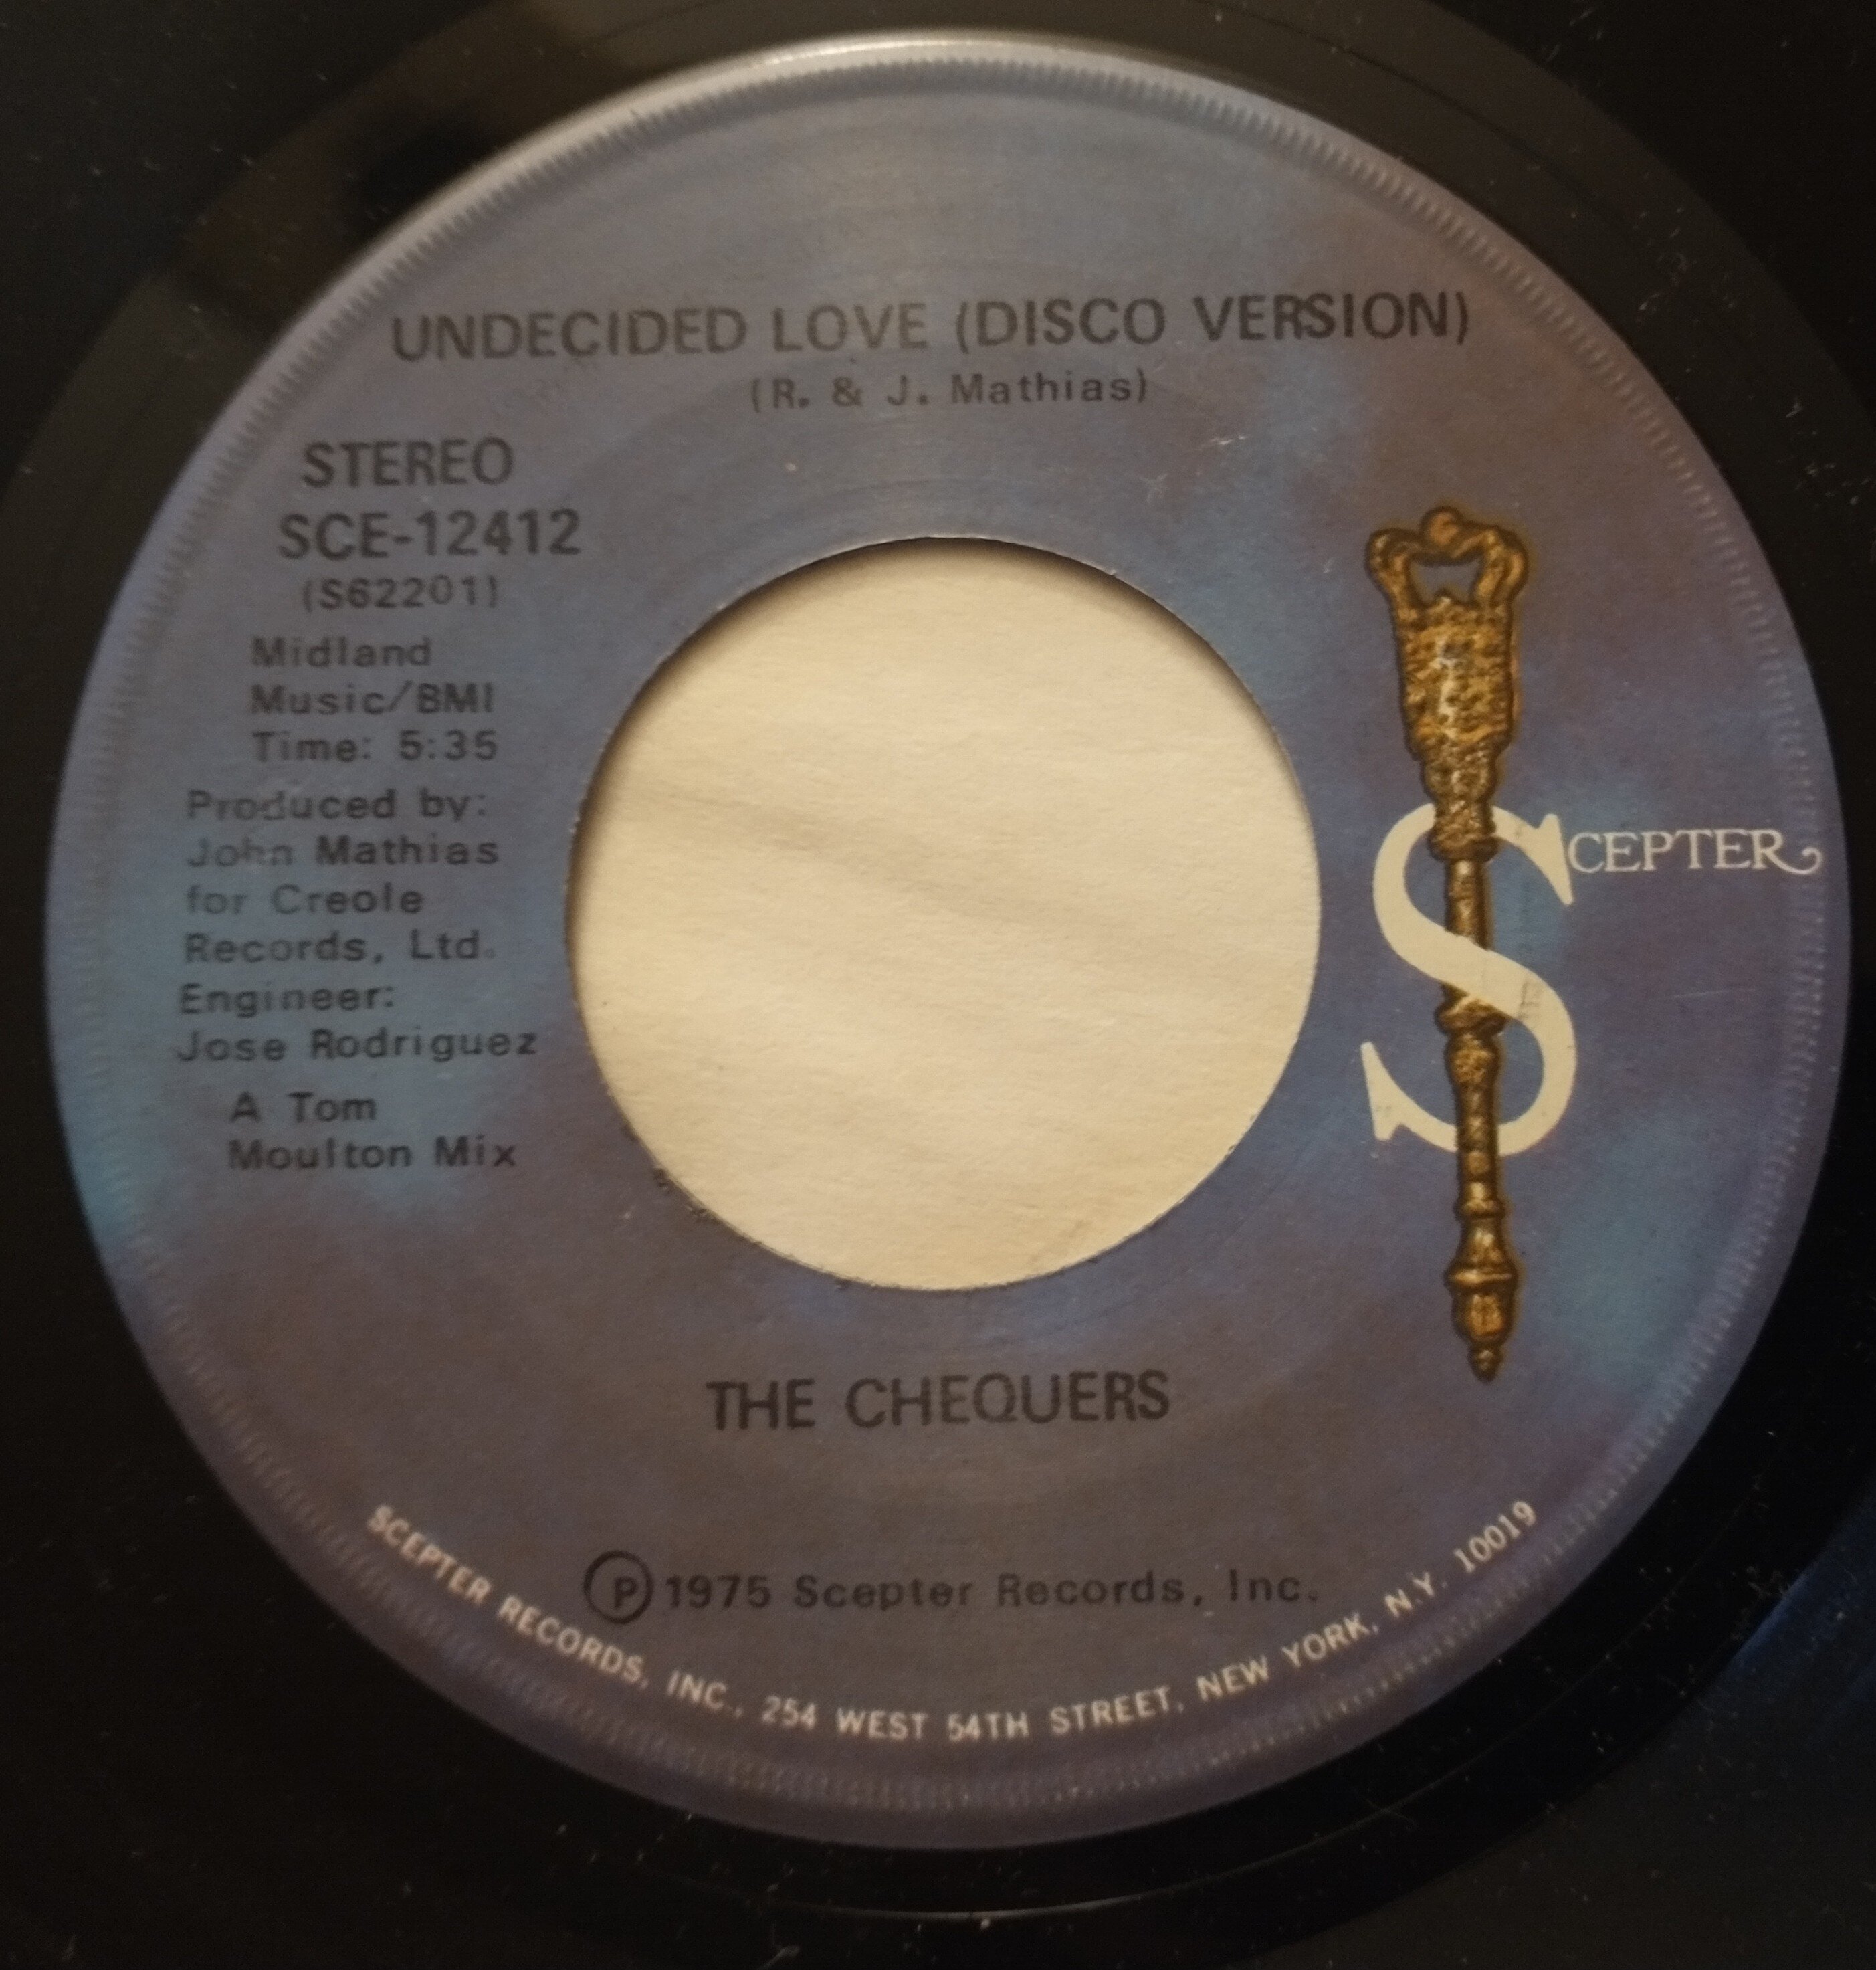 UNDECIDED LOVE (DISCO VERSION)
(R. & J. Mathias)
STEREO
SCE-12412
(S62201)
Midland
Music/BMI
Time: 5:35
Produced by:
John Mathias
for Creole
Records, Ltd.
Engineer:
Jose Rodriguez
A Tom
Moulton Mix
SCEPTER
THE CHEQUERS
Ⓟ1975 Scepter Records, Inc.
SCEPTER RECORDS, INC., 254 WEST 54TH STREET, NEW YORK, N.Y. 10019